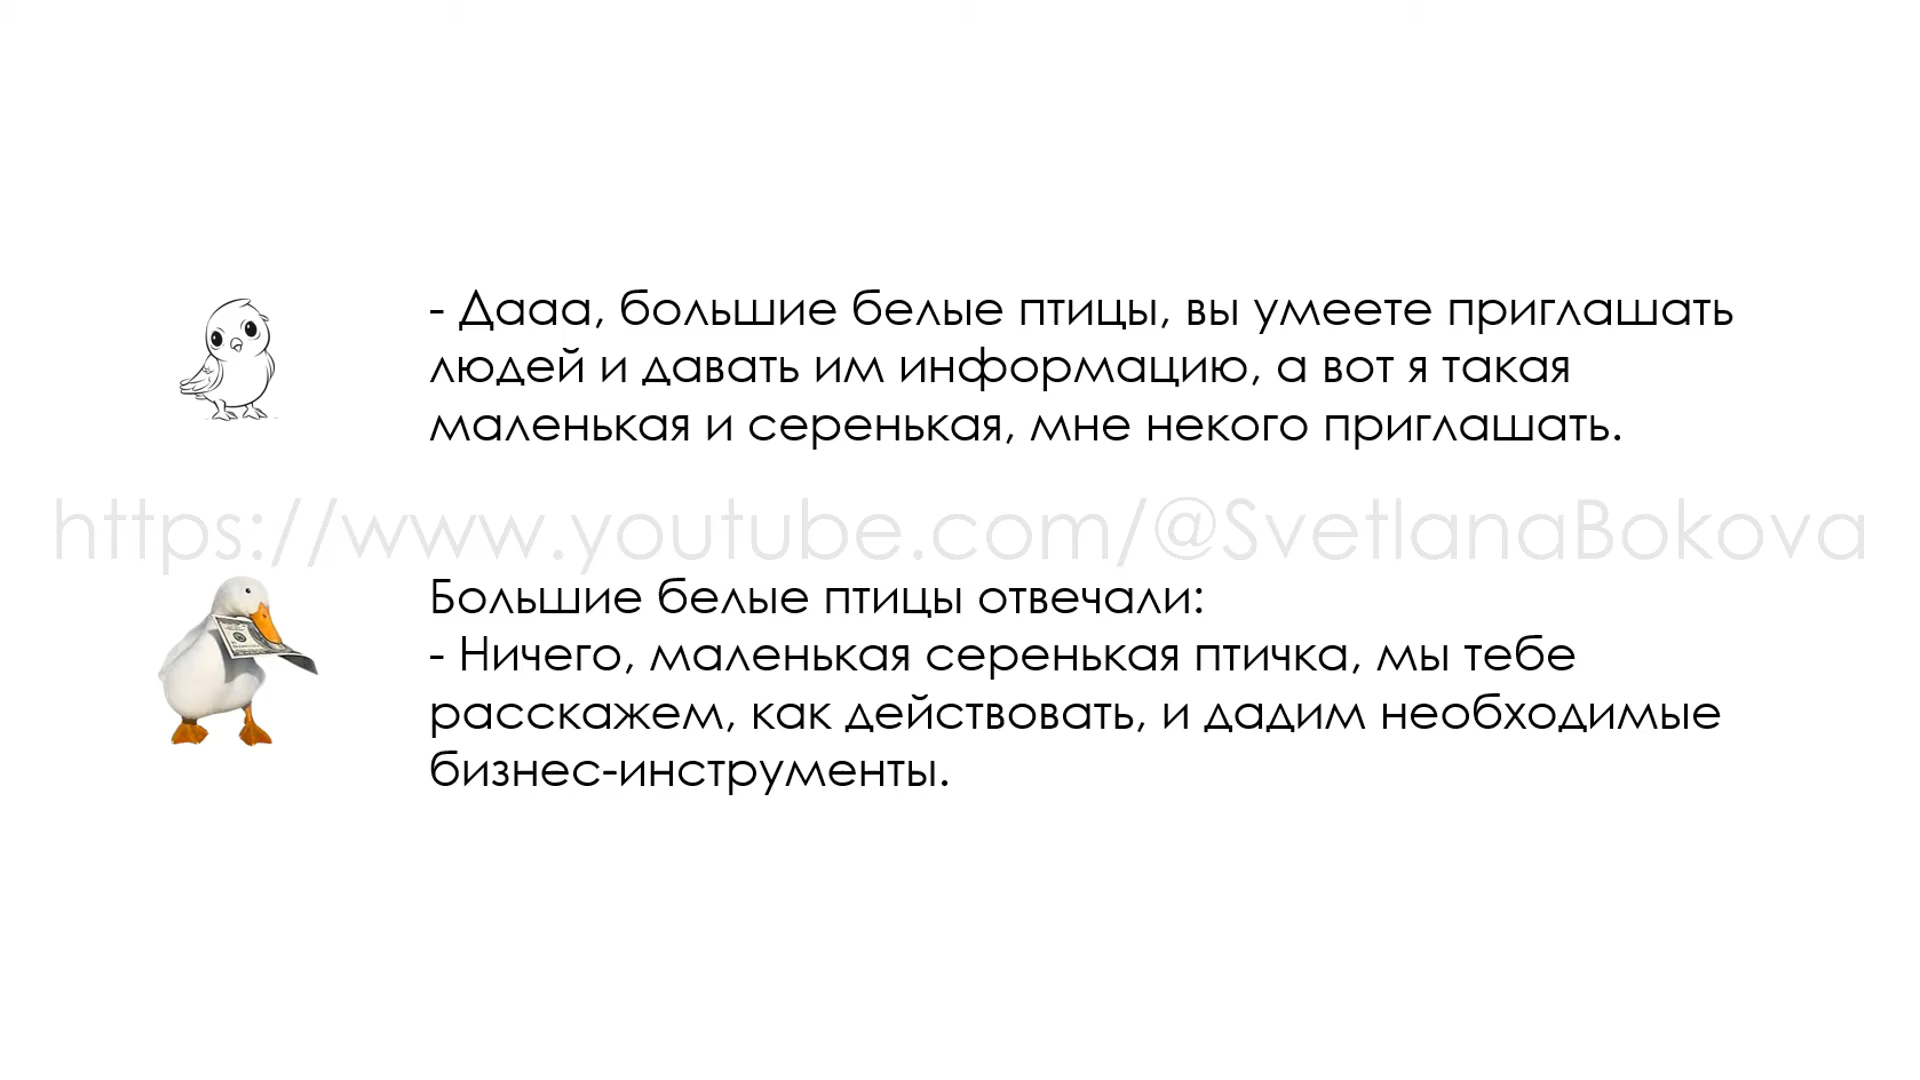 - Дааа, большие белые птицы, вы умеете приглашать
людей и давать им информацию, а вот я такая
маленькая и серенькая, мне некого приглашать.
https://www.youtube.com/@SvetlanaBokova
Большие белые птицы отвечали:
- Ничего, маленькая серенькая птичка, мы тебе
расскажем, как действовать, и дадим необходимые
бизнес-инструменты.